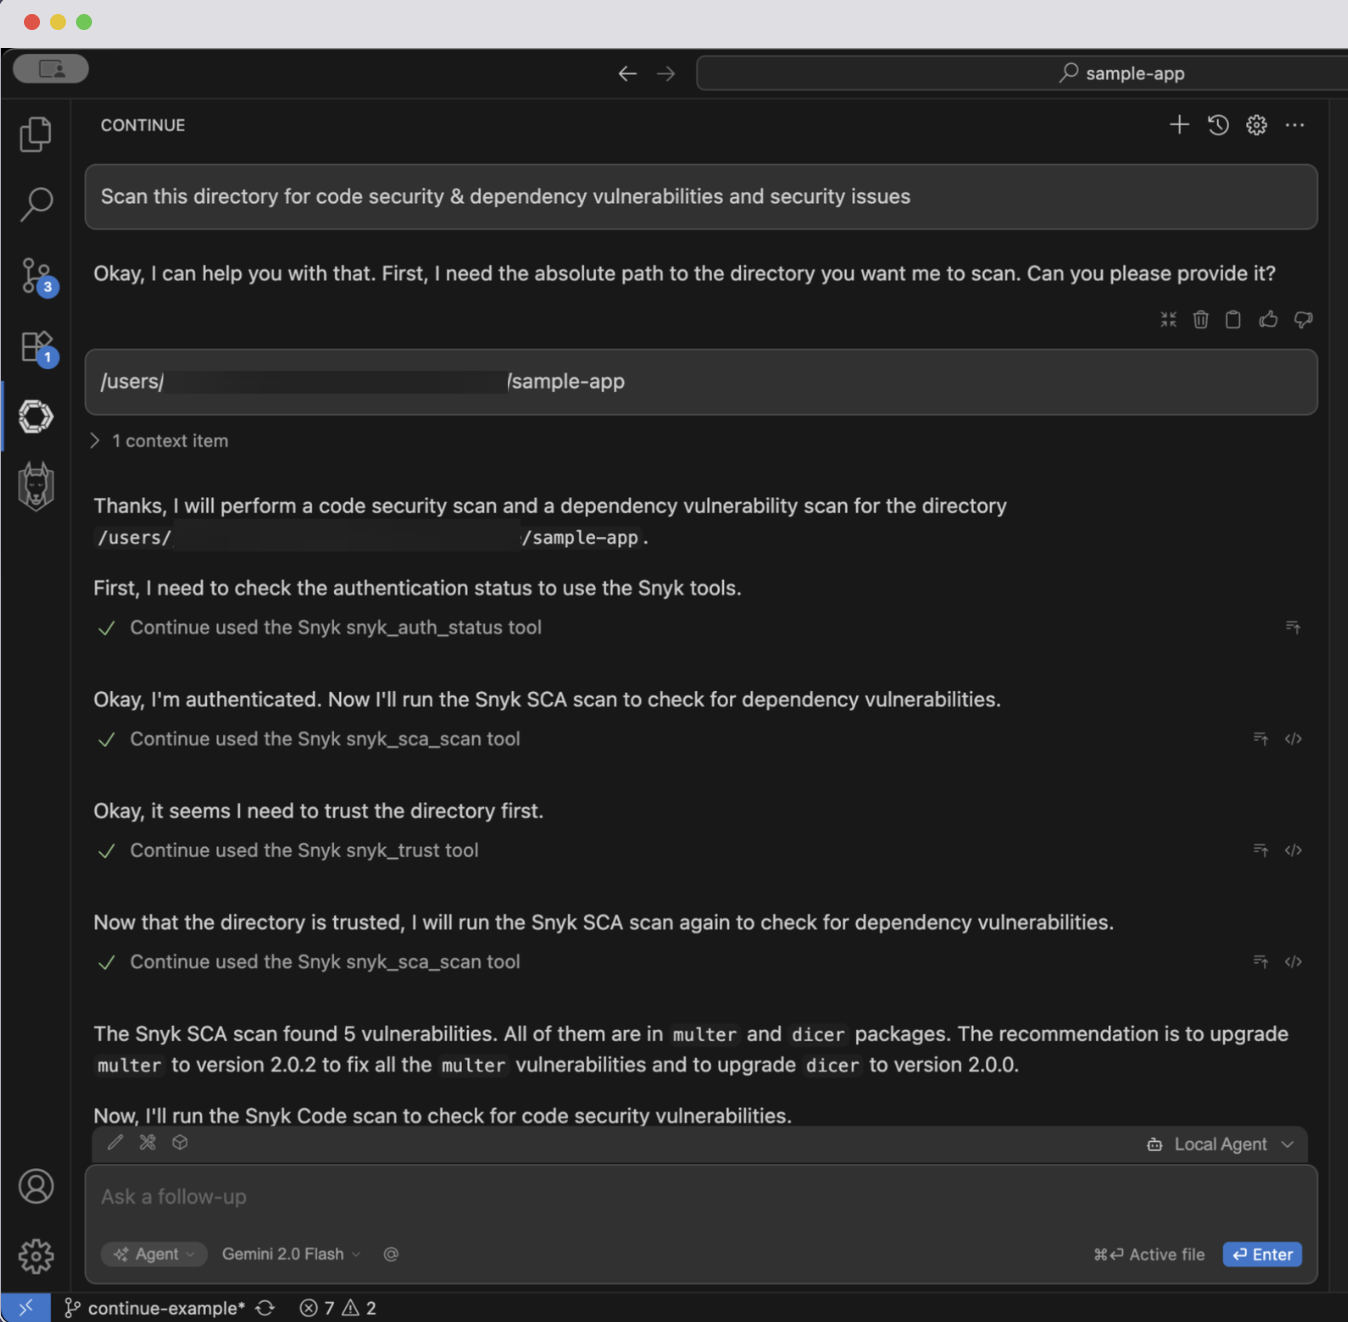 sample-app
CONTINUE
Scan this directory for code security & dependency vulnerabilities and security issues
Okay, I can help you with that. First, I need the absolute path to the directory you want me to scan. Can you please provide it?
3
1
/users/ /sample-app
1 context item
Thanks, I will perform a code security scan and a dependency vulnerability scan for the directory
/users/ /sample-app.
First, I need to check the authentication status to use the Snyk tools.
Continue used the Snyk snyk_auth_status tool
Okay, I'm authenticated. Now I'll run the Snyk SCA scan to check for dependency vulnerabilities.
Continue used the Snyk snyk_sca_scan tool
Okay, it seems I need to trust the directory first.
Continue used the Snyk snyk_trust tool
Now that the directory is trusted, I will run the Snyk SCA scan again to check for dependency vulnerabilities.
Continue used the Snyk snyk_sca_scan tool
The Snyk SCA scan found 5 vulnerabilities. All of them are in multer and dicer packages. The recommendation is to upgrade
multer to version 2.0.2 to fix all the multer vulnerabilities and to upgrade dicer to version 2.0.0.
Now, I'll run the Snyk Code scan to check for code security vulnerabilities.
Local Agent
Ask a follow-up
Agent Gemini 2.0 Flash @ ⌘⏎ Active file ⏎ Enter
continue-example* 7 2